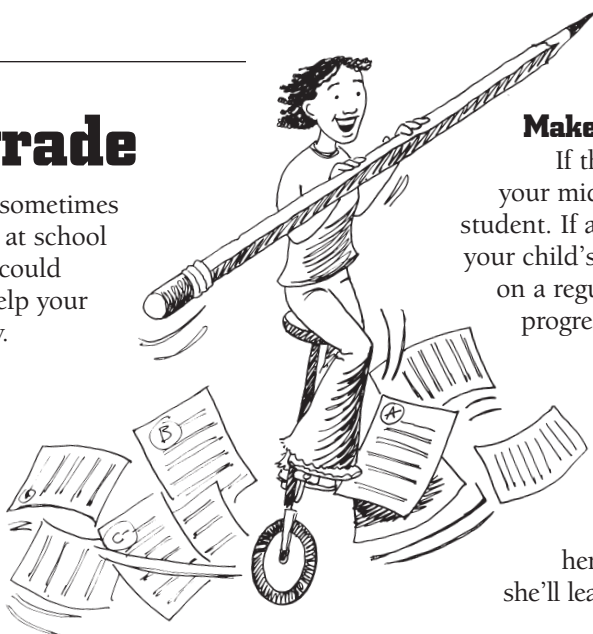 rade
sometimes
at school
could
elp your
y.
Make
If th
your mid
student. If a
your child's
on a regu
progre
B
A
C
her
she'll lea